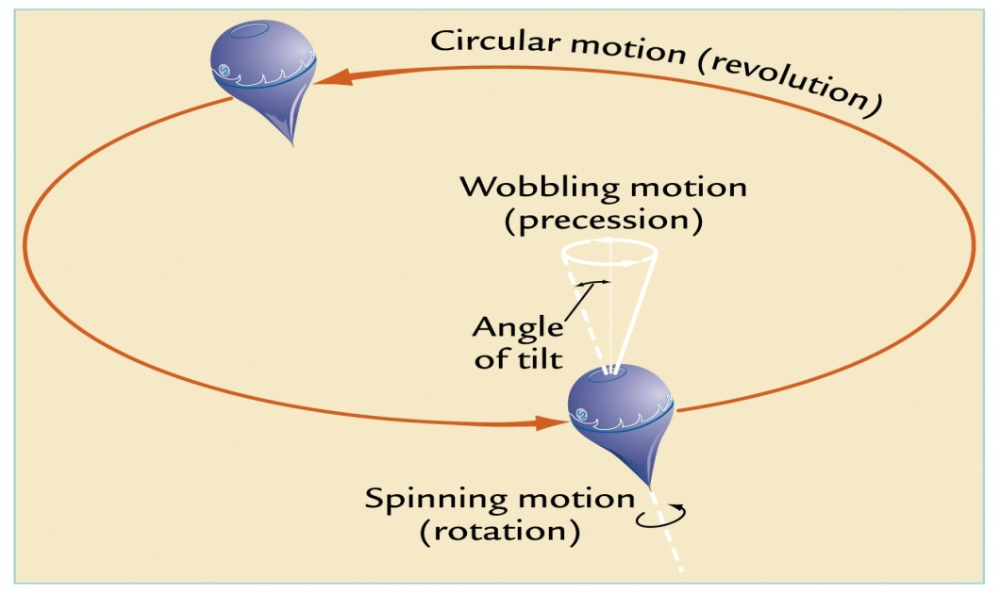 Circular motion (revolution)
Wobbling motion
(precession)
Angle
of tilt
Spinning motion
(rotation)